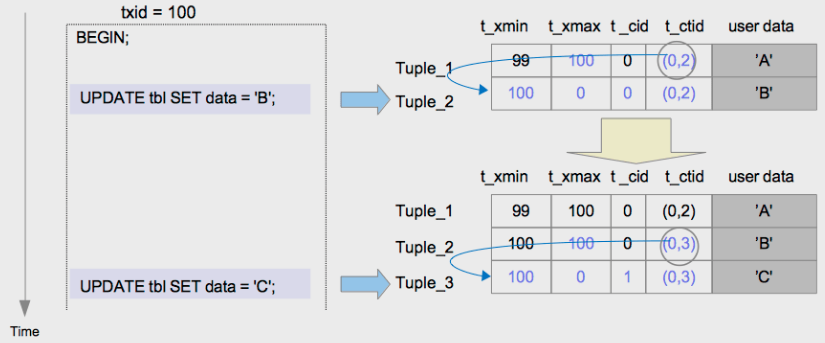 txid = 100
BEGIN;
t_xmin t_xmax t_cid t_ctid user data
Tuple_1 99 100 0 (0,2) 'A'
UPDATE tbl SET data = 'B'; Tuple_2 100 0 0 (0,2) 'B'
t_xmin t_xmax t_cid t_ctid user data
Tuple_1 99 100 0 (0,2) 'A'
Tuple_2 100 100 0 (0,3) 'B'
UPDATE tbl SET data = 'C'; Tuple_3 100 0 1 (0,3) 'C'
Time